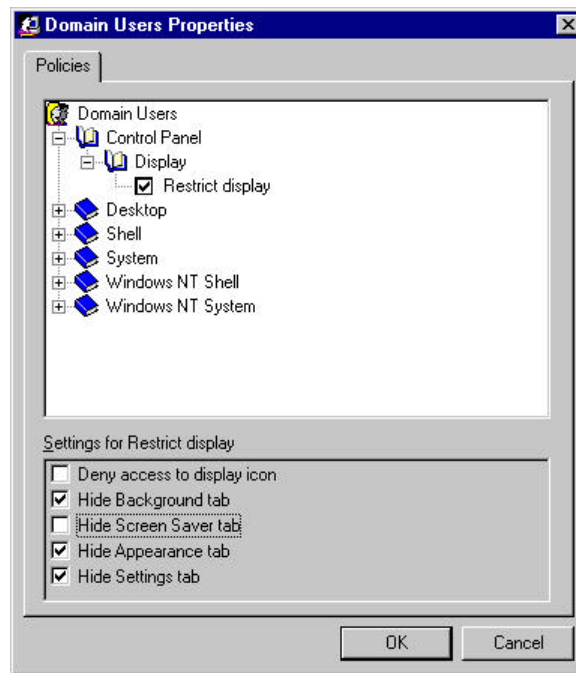 Domain Users Properties
Policies
Domain Users
Control Panel
Display
Restrict display
Desktop
Shell
System
Windows NT Shell
Windows NT System
Settings for Restrict display
Deny access to display icon
Hide Background tab
Hide Screen Saver tab
Hide Appearance tab
Hide Settings tab
OK Cancel